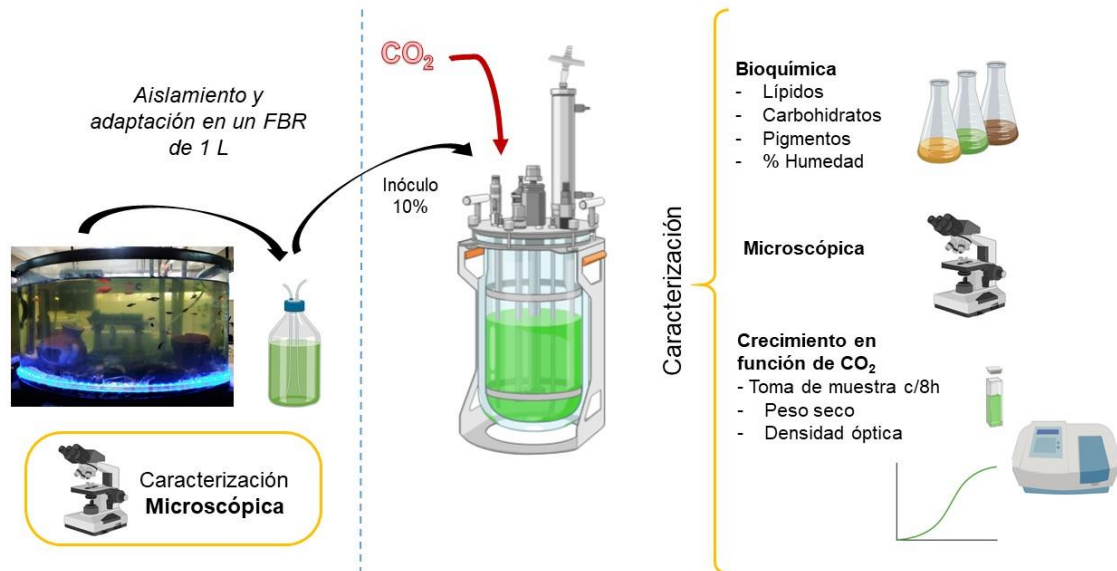 Aislamiento y
adaptación en un FBR
de 1 L
Caracterización
Microscópica
CO₂
Inóculo
10%
Caracterización
Bioquímica
- Lípidos
- Carbohidratos
- Pigmentos
- % Humedad
Microscópica
Crecimiento en
función de CO₂
- Toma de muestra c/8h
- Peso seco
- Densidad óptica